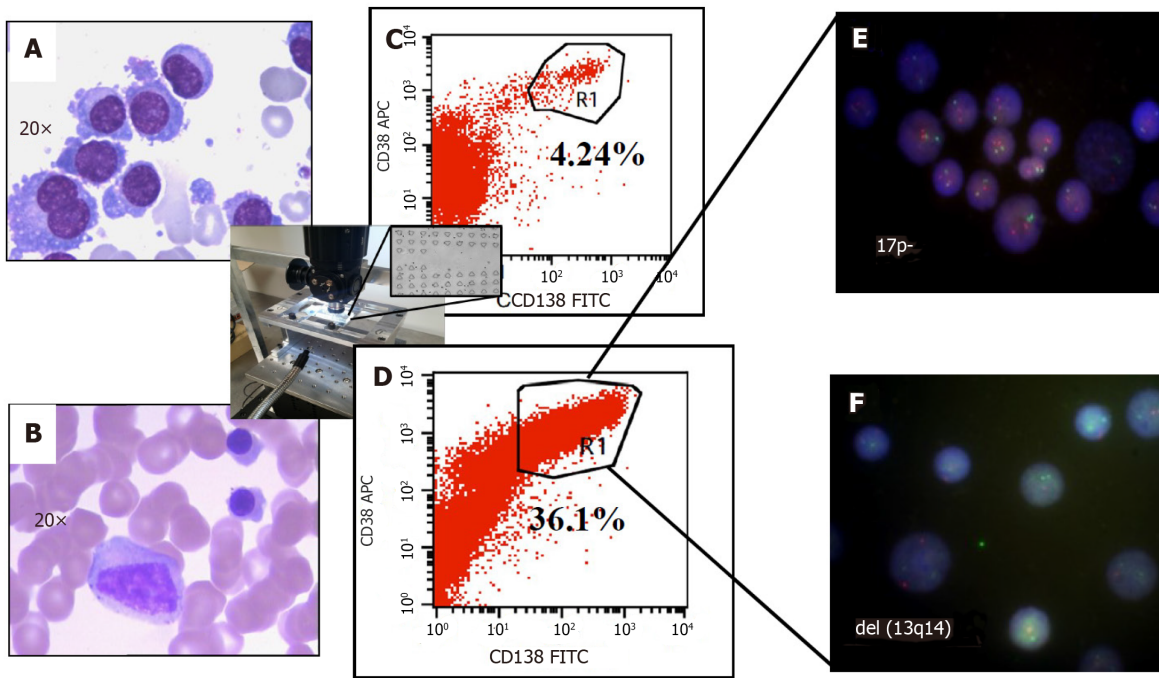 A
20×
B
20×
C
CD38 APC
10⁴
10³
10²
10¹
R1
4.24%
10² 10³ 10⁴
CCD138 FITC
D
CD38 APC
10⁴
10³
10²
10¹
10⁰
R1
36.1%
10⁰ 10¹ 10² 10³ 10⁴
CD138 FITC
E
17p-
F
del (13q14)